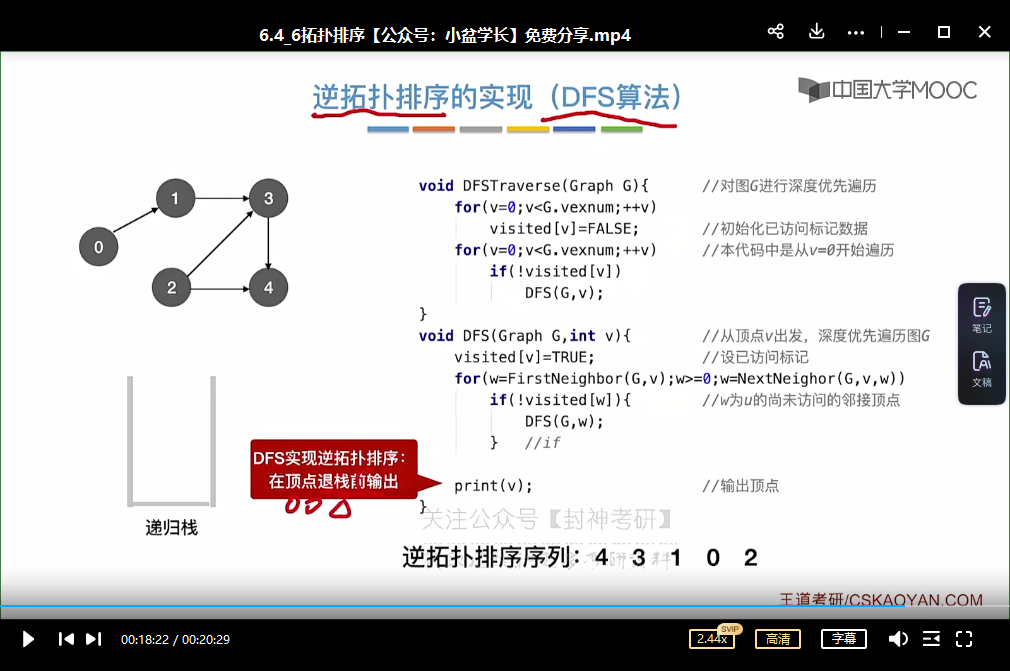 6.4_6拓扑排序【公众号：小盆学长】免费分享.mp4
逆拓扑排序的实现（DFS算法）
中国大学MOOC
1
3
0
2
4
void DFSTraverse(Graph G){ //对图G进行深度优先遍历
for(v=0;v<G.vexnum;++v)
visited[v]=FALSE; //初始化已访问标记数据
for(v=0;v<G.vexnum;++v) //本代码中是从v=0开始遍历
if(!visited[v])
DFS(G,v);
}
void DFS(Graph G,int v){ //从顶点v出发，深度优先遍历图G
visited[v]=TRUE; //设已访问标记
for(w=FirstNeighbor(G,v);w>=0;w=NextNeighor(G,v,w))
if(!visited[w]){ //w为u的尚未访问的邻接顶点
DFS(G,w);
} //if
print(v); //输出顶点
}
DFS实现逆拓扑排序：
在顶点退栈前输出
递归栈
关注公众号【封神考研】
逆拓扑排序序列：4 3 1 0 2
王道考研/CSKAOYAN.COM
笔记
文稿
00:18:22 / 00:20:29
SVIP
2.44x
高清
字幕